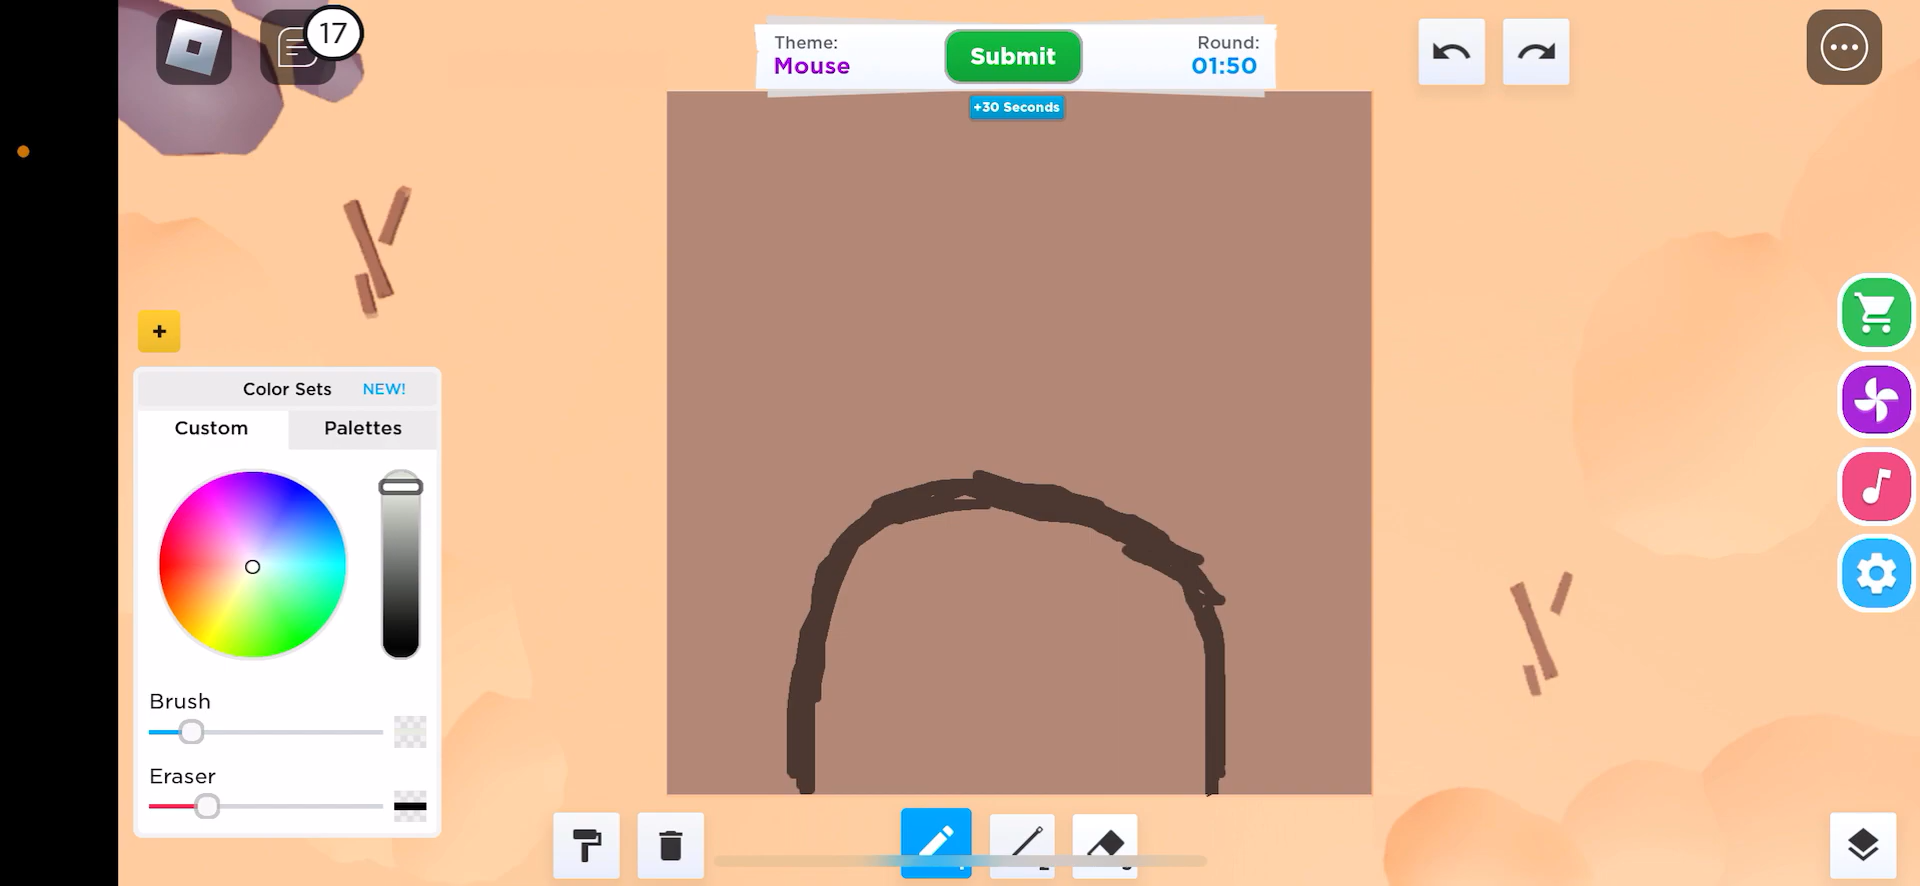 17
Theme:
Mouse
Submit
Round:
01:50
+30 Seconds
+
Color Sets NEW!
Custom Palettes
Brush
Eraser